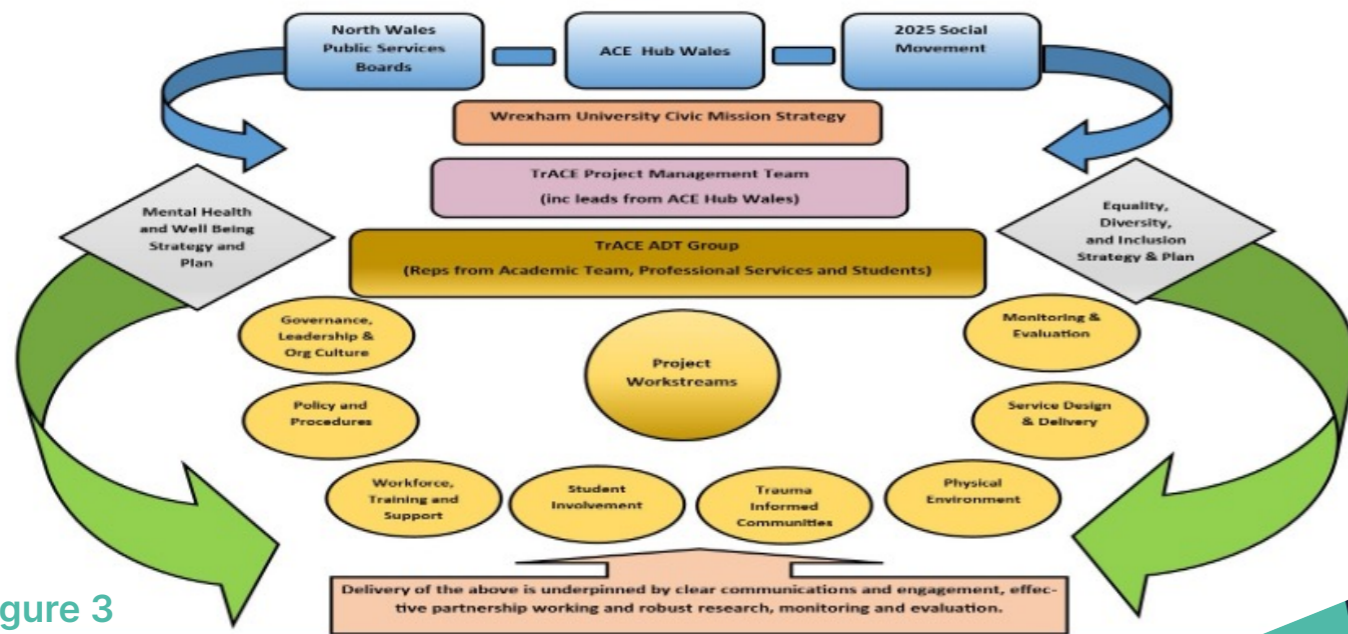 North Wales
Public Services
Boards
ACE Hub Wales
2025 Social
Movement
Wrexham University Civic Mission Strategy
TrACE Project Management Team
(inc leads from ACE Hub Wales)
Mental Health
and Well Being
Strategy and
Plan
Equality,
Diversity,
and Inclusion
Strategy & Plan
TrACE ADT Group
(Reps from Academic Team, Professional Services and Students)
Governance,
Leadership &
Org Culture
Project
Workstreams
Monitoring &
Evaluation
Policy and
Procedures
Service Design
& Delivery
Workforce,
Training and
Support
Student
Involvement
Trauma
Informed
Communities
Physical
Environment
Delivery of the above is underpinned by clear communications and engagement, effec-
tive partnership working and robust research, monitoring and evaluation.
gure 3